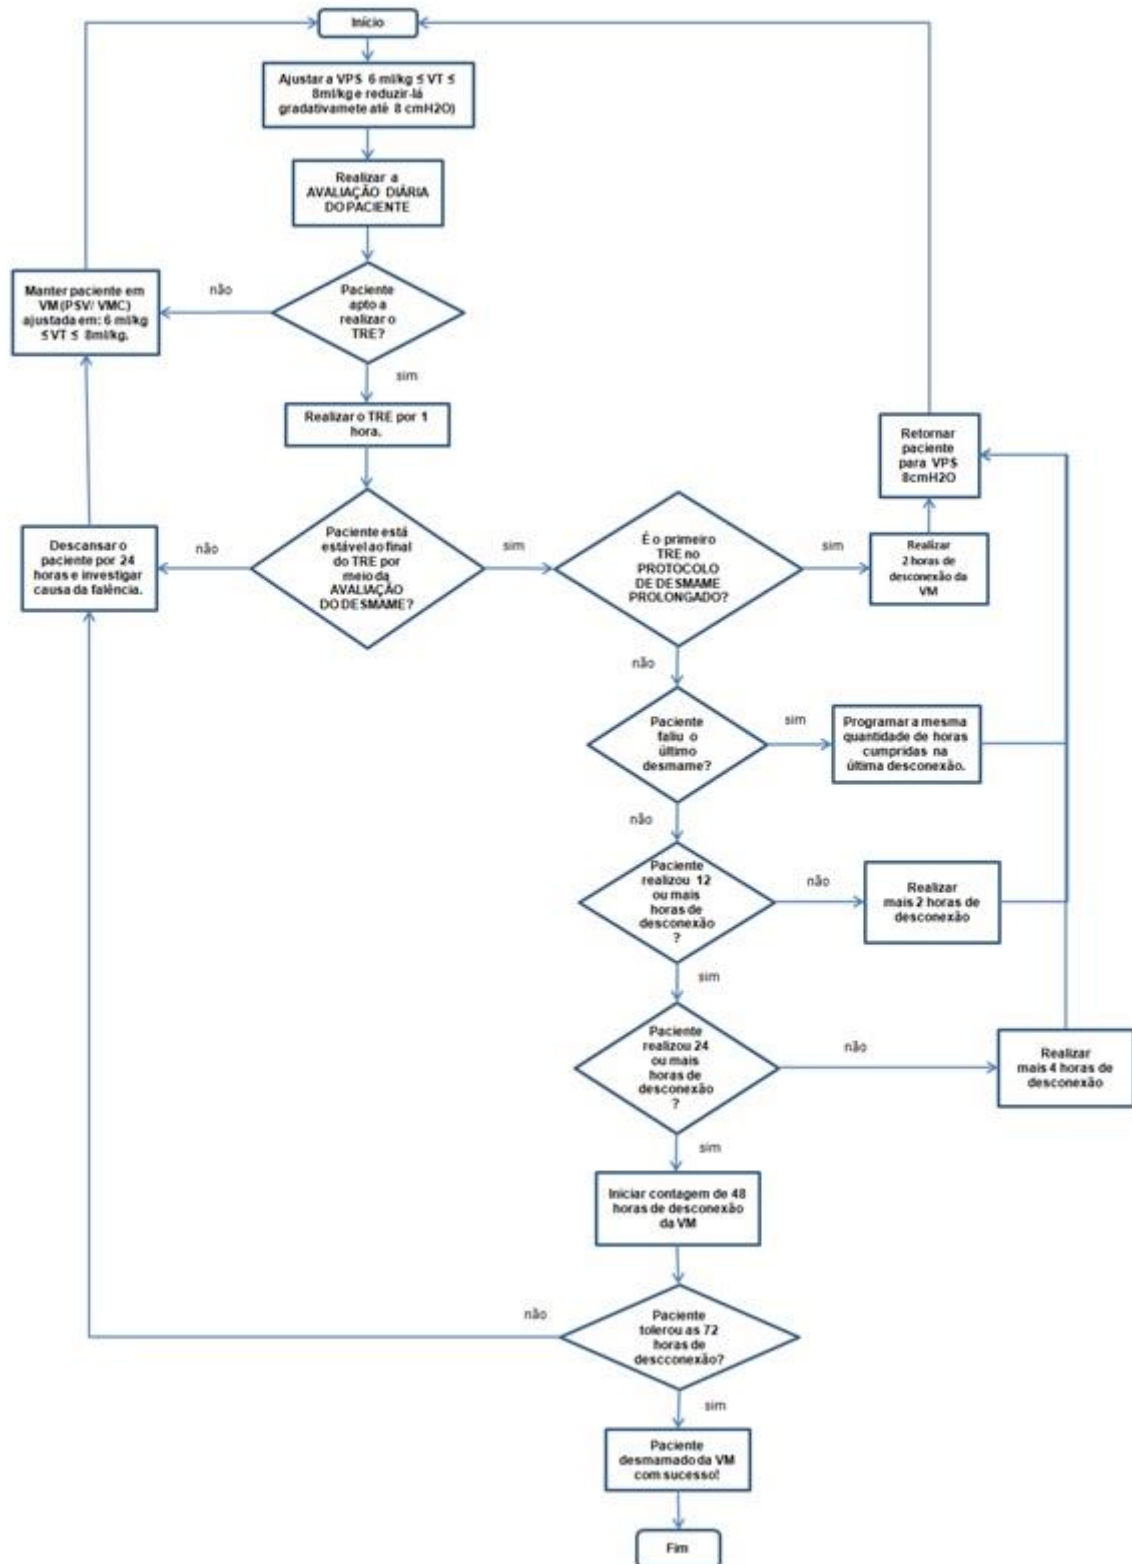 Início
Ajustar a VPS 6 ml/kg ≤ VT ≤
8ml/kg e reduzir-lá
gradativamete até 8 cmH2O)
Realizar a
AVALIAÇÃO DIÁRIA
DO PACIENTE
Paciente
apto a
realizar o
TRE?
não
Manter paciente em
VM (PSV/ VMC)
ajustada em: 6 ml/kg
≤ VT ≤ 8ml/kg.
sim
Realizar o TRE por 1
hora.
Paciente está
estável ao final
do TRE por
meio da
AVALIAÇÃO
DO DESMAME?
não
Descansar o
paciente por 24
horas e investigar
causa da falência.
sim
É o primeiro
TRE no
PROTOCOLO
DE DESMAME
PROLONGADO?
sim
Realizar
2 horas de
desconexão da
VM
Retornar
paciente
para VPS
8cmH2O
não
Paciente
faliu o
último
desmame?
sim
Programar a mesma
quantidade de horas
cumpridas na
última desconexão.
não
Paciente
realizou 12
ou mais
horas de
desconexão
?
não
Realizar
mais 2 horas de
desconexão
sim
Paciente
realizou 24
ou mais
horas de
desconexão
?
não
Realizar
mais 4 horas de
desconexão
sim
Iniciar contagem de 48
horas de desconexão
da VM
Paciente
tolerou as 72
horas de
descconexão?
não
sim
Paciente
desmamado da VM
com sucesso!
Fim